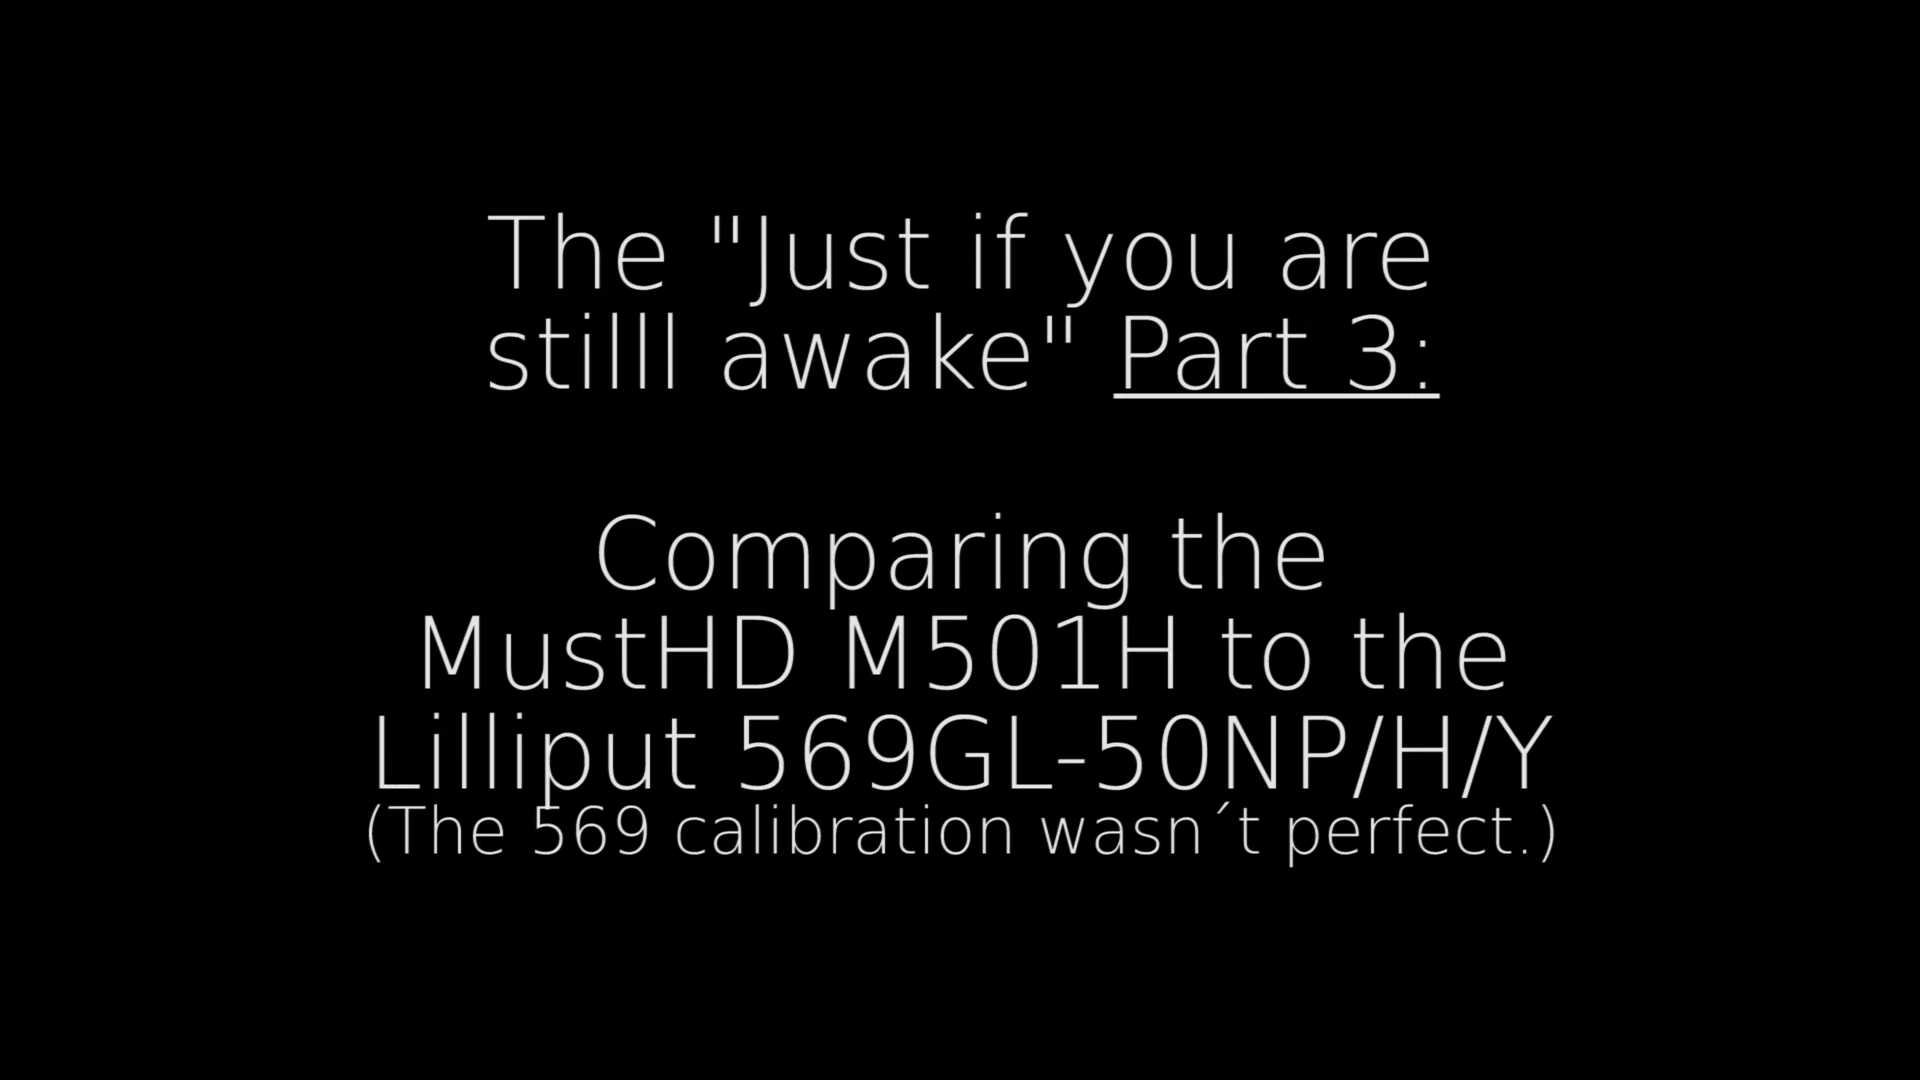 The "Just if you are
stilll awake" Part 3:
Comparing the
MustHD M501H to the
Lilliput 569GL-50NP/H/Y
(The 569 calibration wasn´t perfect.)